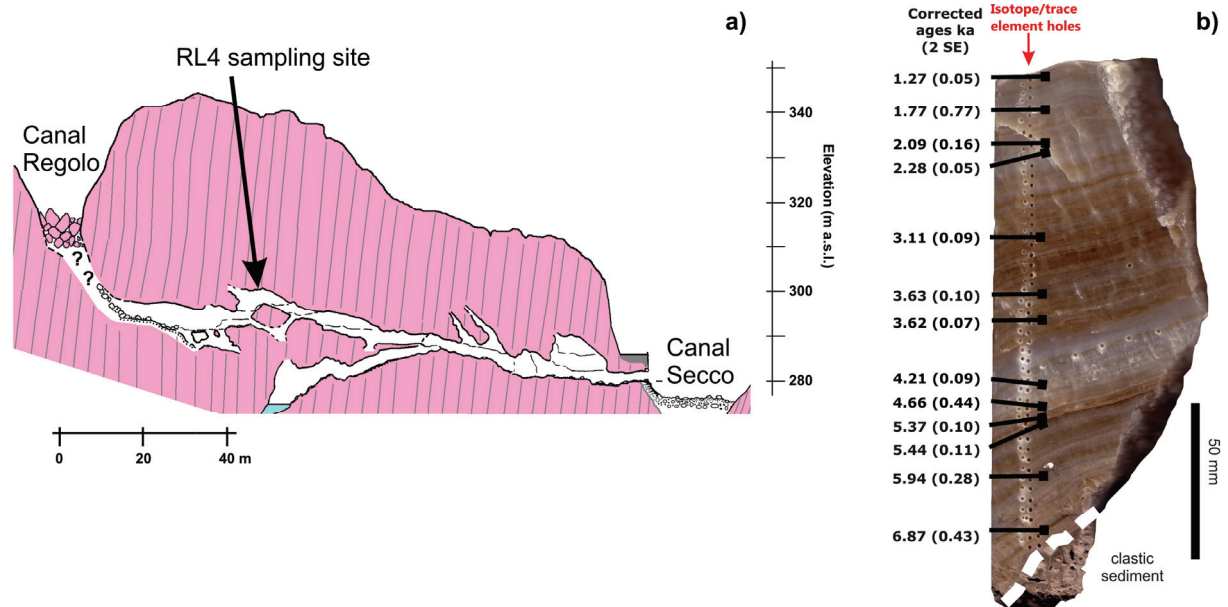 a)
RL4 sampling site
Canal
Regolo
?
?
Canal
Secco
340
320
300
280
Elevation (m a.s.l.)
0 20 40 m
b)
Corrected
ages ka
(2 SE)
Isotope/trace
element holes
1.27 (0.05)
1.77 (0.77)
2.09 (0.16)
2.28 (0.05)
3.11 (0.09)
3.63 (0.10)
3.62 (0.07)
4.21 (0.09)
4.66 (0.44)
5.37 (0.10)
5.44 (0.11)
5.94 (0.28)
6.87 (0.43)
50 mm
clastic
sediment